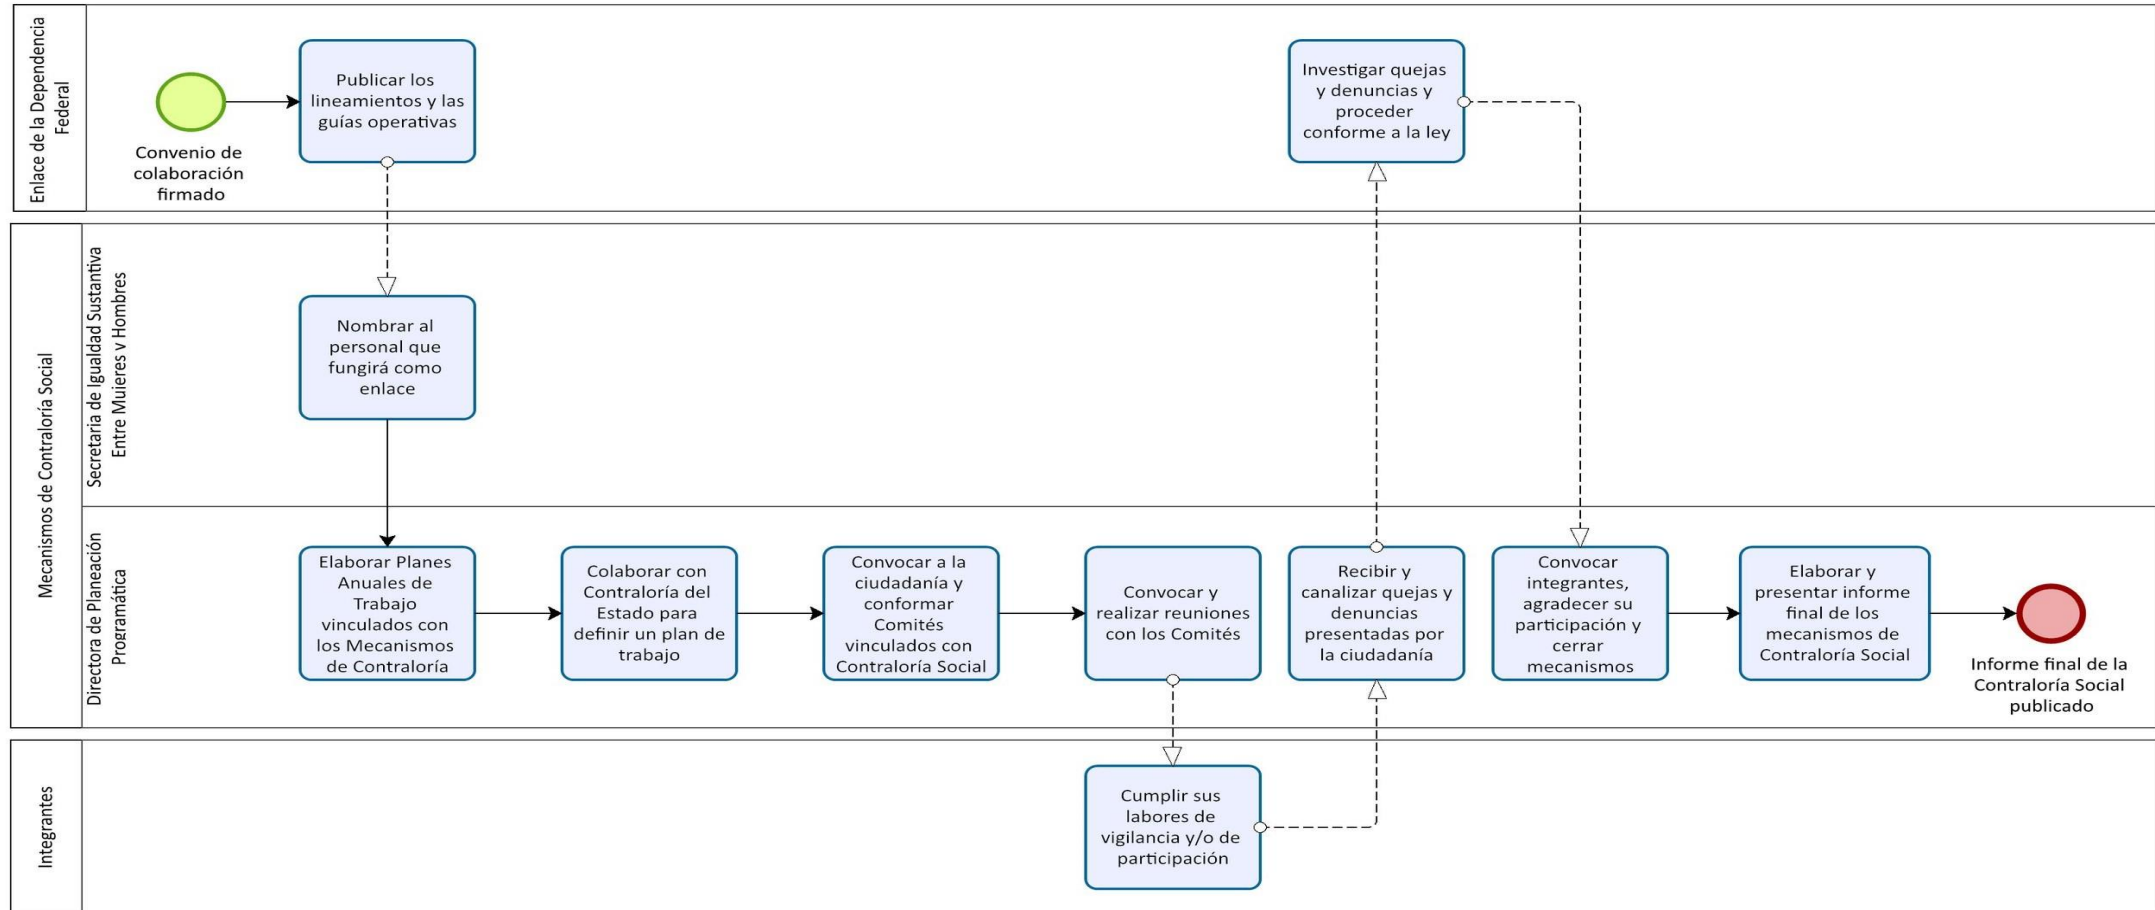 Enlace de la Dependencia
Federal
Convenio de
colaboración
firmado
Publicar los
lineamientos y las
guías operativas
Investigar quejas
y denuncias y
proceder
conforme a la ley
Mecanismos de Contraloría Social
Secretaria de Igualdad Sustantiva
Entre Mujeres y Hombres
Nombrar al
personal que
fungirá como
enlace
Directora de Planeación
Programática
Elaborar Planes
Anuales de
Trabajo
vinculados con
los Mecanismos
de Contraloría
Colaborar con
Contraloría del
Estado para
definir un plan de
trabajo
Convocar a la
ciudadanía y
conformar
Comités
vinculados con
Contraloría Social
Convocar y
realizar reuniones
con los Comités
Recibir y
canalizar quejas y
denuncias
presentadas por
la ciudadanía
Convocar
integrantes,
agradecer su
participación y
cerrar
mecanismos
Elaborar y
presentar informe
final de los
mecanismos de
Contraloría Social
Informe final de la
Contraloría Social
publicado
Integrantes
Cumplir sus
labores de
vigilancia y/o de
participación